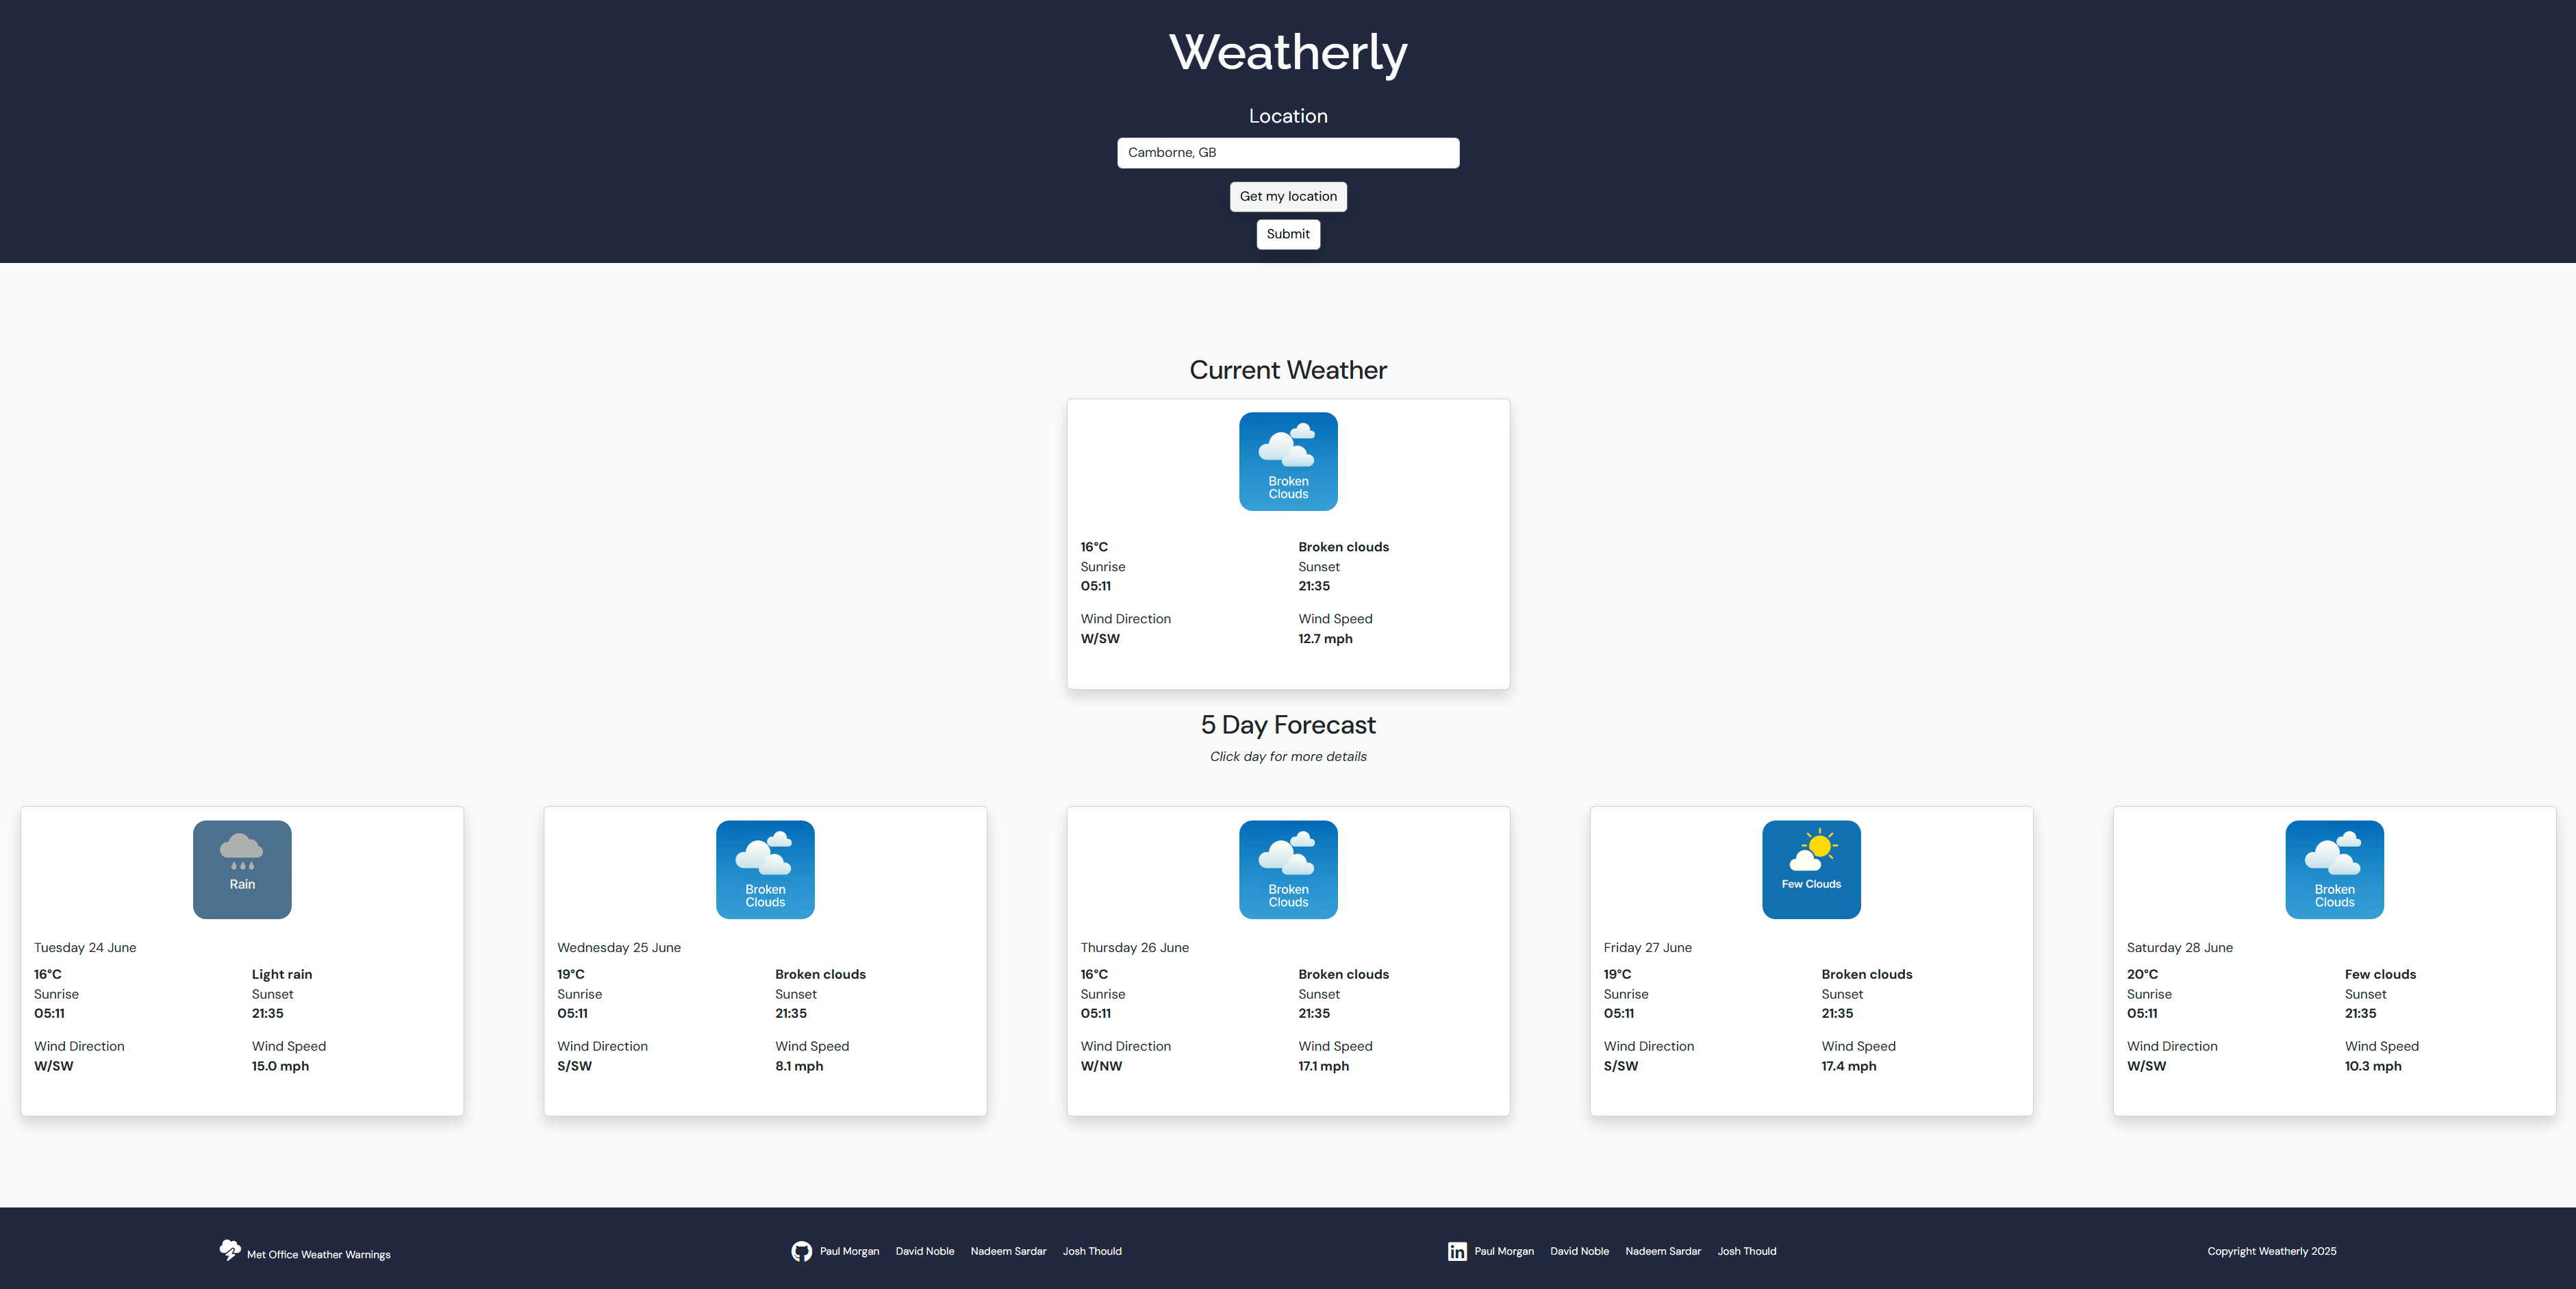 Weatherly
Location
Camborne, GB
Get my location
Submit
Current Weather
Broken
Clouds
16°C Broken clouds
Sunrise Sunset
05:11 21:35
Wind Direction Wind Speed
W/SW 12.7 mph
5 Day Forecast
Click day for more details
Rain
Tuesday 24 June
16°C Light rain
Sunrise Sunset
05:11 21:35
Wind Direction Wind Speed
W/SW 15.0 mph
Broken
Clouds
Wednesday 25 June
19°C Broken clouds
Sunrise Sunset
05:11 21:35
Wind Direction Wind Speed
S/SW 8.1 mph
Broken
Clouds
Thursday 26 June
16°C Broken clouds
Sunrise Sunset
05:11 21:35
Wind Direction Wind Speed
W/NW 17.1 mph
Few Clouds
Friday 27 June
19°C Broken clouds
Sunrise Sunset
05:11 21:35
Wind Direction Wind Speed
S/SW 17.4 mph
Broken
Clouds
Saturday 28 June
20°C Few clouds
Sunrise Sunset
05:11 21:35
Wind Direction Wind Speed
W/SW 10.3 mph
Met Office Weather Warnings
Paul Morgan David Noble Nadeem Sardar Josh Thould
in Paul Morgan David Noble Nadeem Sardar Josh Thould
Copyright Weatherly 2025